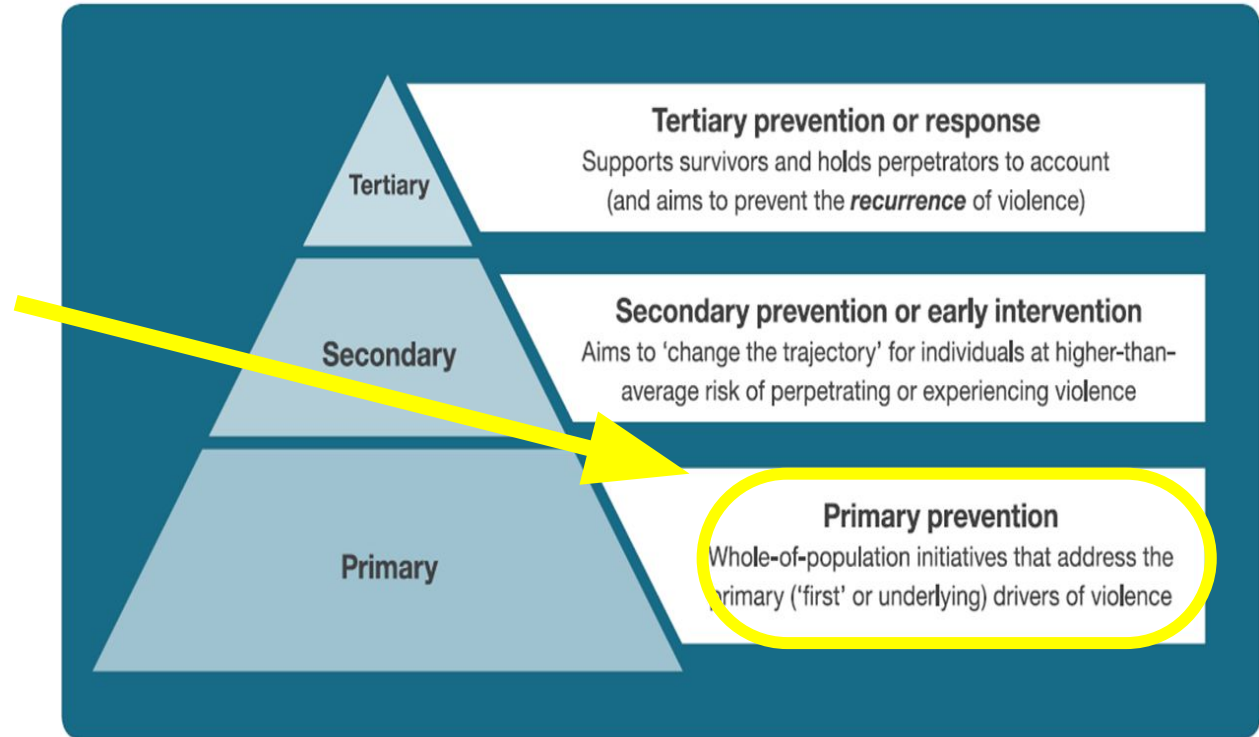 Tertiary
Tertiary prevention or response
Supports survivors and holds perpetrators to account
(and aims to prevent the recurrence of violence)
Secondary
Secondary prevention or early intervention
Aims to ‘change the trajectory’ for individuals at higher-than-
average risk of perpetrating or experiencing violence
Primary
Primary prevention
Whole-of-population initiatives that address the
primary (‘first’ or underlying) drivers of violence